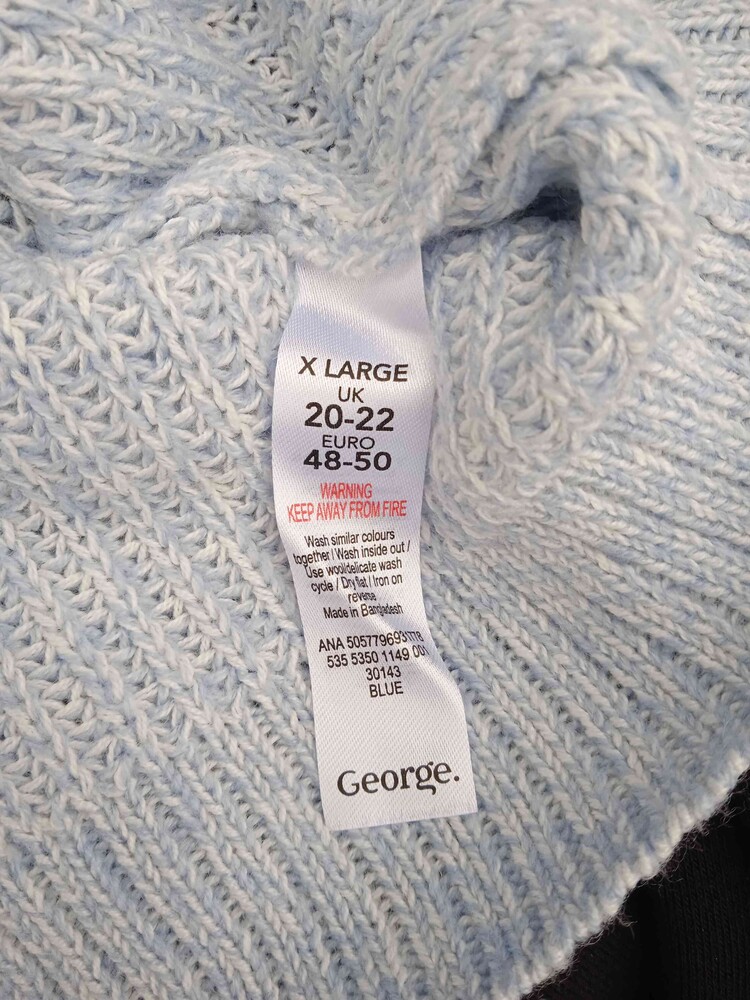 X LARGE
UK
20-22
EURO
48-50
WARNING
KEEP AWAY FROM FIRE
Wash similar colours
together / Wash inside out /
Use wool/delicate wash
cycle / Dry flat / Iron on
reverse
Made in Bangladesh
ANA 5057796931178
535 5350 1149 001
30143
BLUE
George.